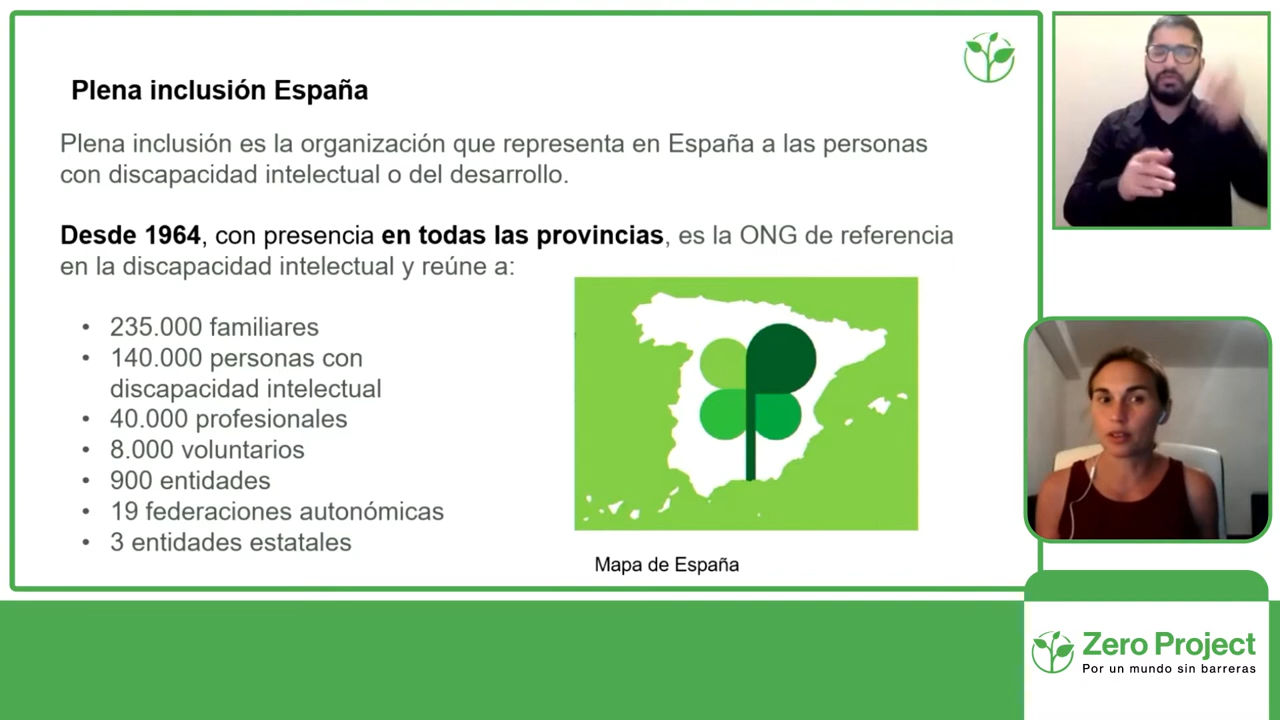 Plena inclusión España
Plena inclusión es la organización que representa en España a las personas
con discapacidad intelectual o del desarrollo.
Desde 1964, con presencia en todas las provincias, es la ONG de referencia
en la discapacidad intelectual y reúne a:
• 235.000 familiares
• 140.000 personas con
discapacidad intelectual
• 40.000 profesionales
• 8.000 voluntarios
• 900 entidades
• 19 federaciones autonómicas
• 3 entidades estatales
Mapa de España
Zero Project
Por un mundo sin barreras